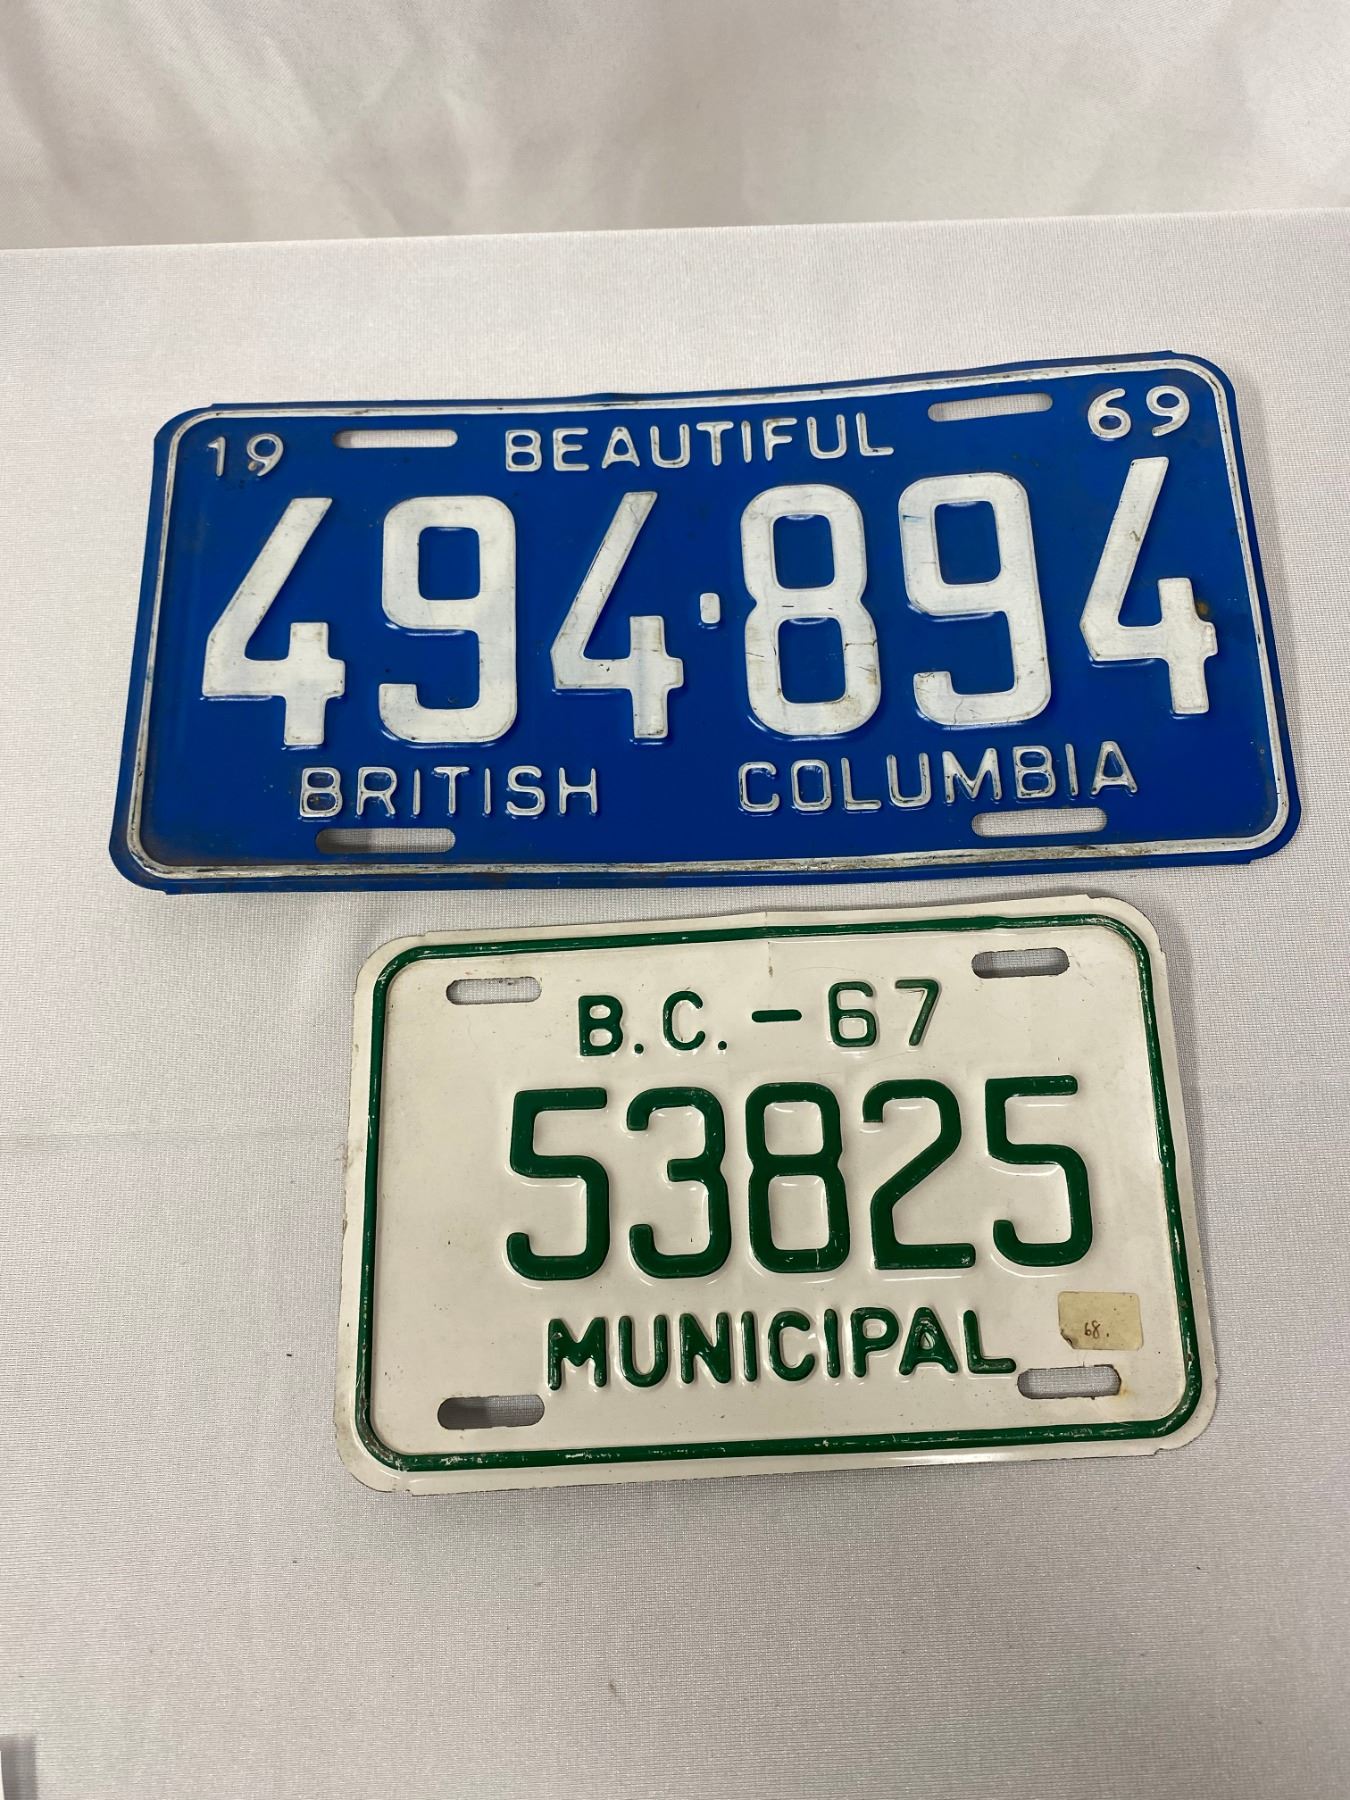 19 BEAUTIFUL 69
494·894
BRITISH COLUMBIA
B.C.-67
53825
MUNICIPAL
68.